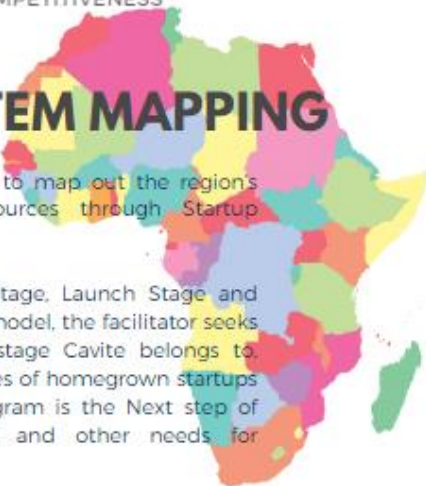 MPETITIVENESS
TEM MAPPING
to map out the region's
ources through Startup
tage, Launch Stage and
model, the facilitator seeks
stage Cavite belongs to,
es of homegrown startups
gram is the Next step of
and other needs for